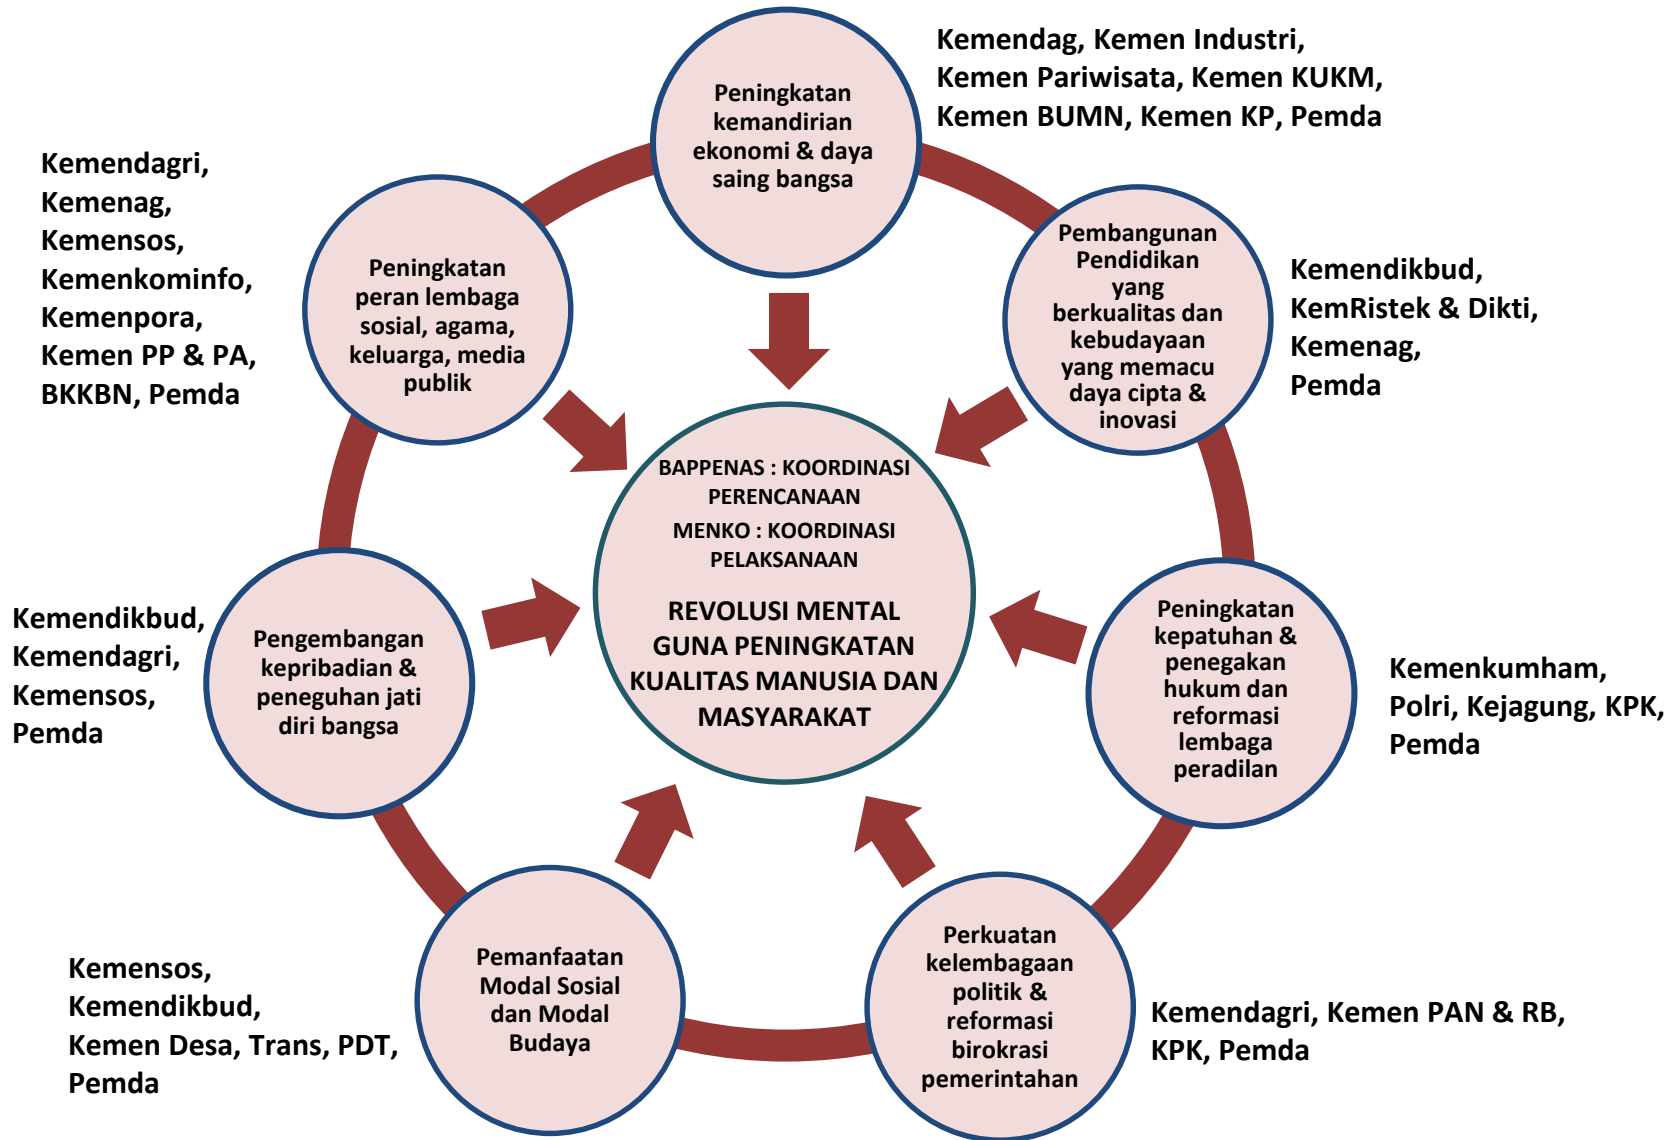 Peningkatan
kemandirian
ekonomi & daya
saing bangsa
Kemendag, Kemen Industri,
Kemen Pariwisata, Kemen KUKM,
Kemen BUMN, Kemen KP, Pemda
Pembangunan
Pendidikan
yang
berkualitas dan
kebudayaan
yang memacu
daya cipta &
inovasi
Kemendikbud,
KemRistek & Dikti,
Kemenag,
Pemda
Peningkatan
kepatuhan &
penegakan
hukum dan
reformasi
lembaga
peradilan
Kemenkumham,
Polri, Kejagung, KPK,
Pemda
Perkuatan
kelembagaan
politik &
reformasi
birokrasi
pemerintahan
Kemendagri, Kemen PAN & RB,
KPK, Pemda
Pemanfaatan
Modal Sosial
dan Modal
Budaya
Kemensos,
Kemendikbud,
Kemen Desa, Trans, PDT,
Pemda
Pengembangan
kepribadian &
peneguhan jati
diri bangsa
Kemendikbud,
Kemendagri,
Kemensos,
Pemda
Peningkatan
peran lembaga
sosial, agama,
keluarga, media
publik
Kemendagri,
Kemenag,
Kemensos,
Kemenkominfo,
Kemenpora,
Kemen PP & PA,
BKKBN, Pemda
BAPPENAS : KOORDINASI
PERENCANAAN
MENKO : KOORDINASI
PELAKSANAAN
REVOLUSI MENTAL
GUNA PENINGKATAN
KUALITAS MANUSIA DAN
MASYARAKAT